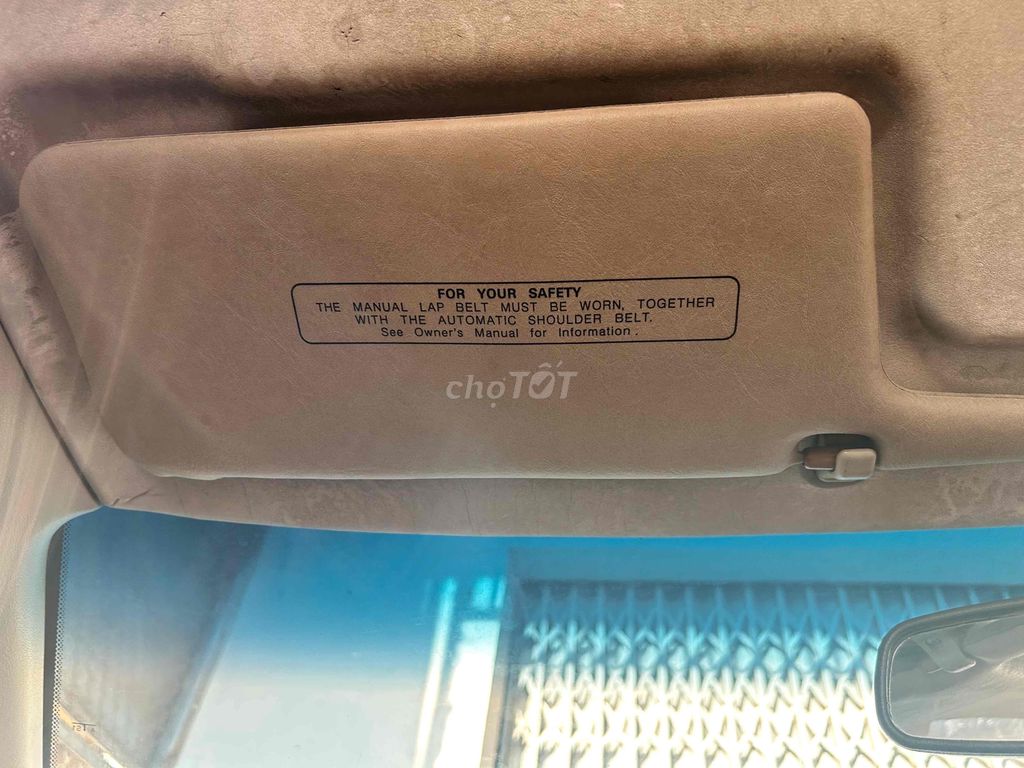 FOR YOUR SAFETY
THE MANUAL LAP BELT MUST BE WORN, TOGETHER
WITH THE AUTOMATIC SHOULDER BELT.
See Owner's Manual for Information.
chợTỐT